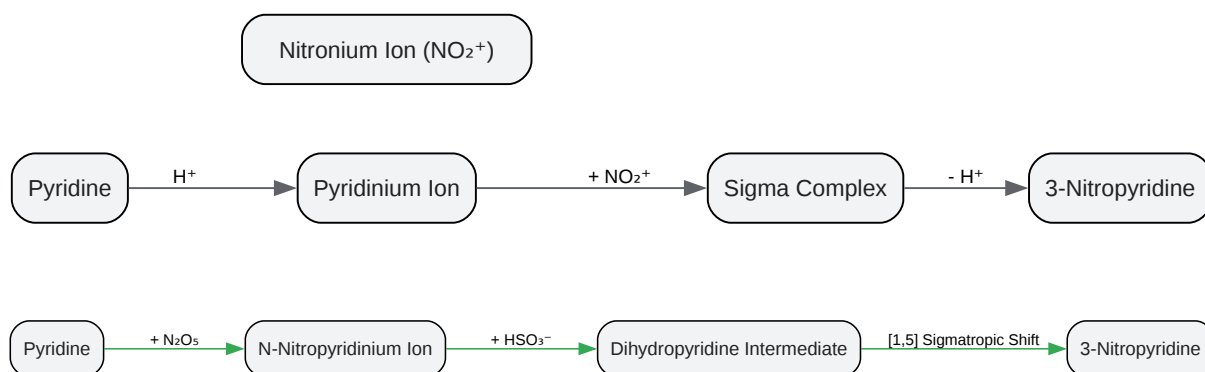 Nitronium Ion (NO₂⁺)
Pyridine H⁺ Pyridinium Ion + NO₂⁺ Sigma Complex - H⁺ 3-Nitropyridine
Pyridine + N₂O₅ N-Nitropyridinium Ion + HSO₃⁻ Dihydropyridine Intermediate [1,5] Sigmatropic Shift 3-Nitropyridine